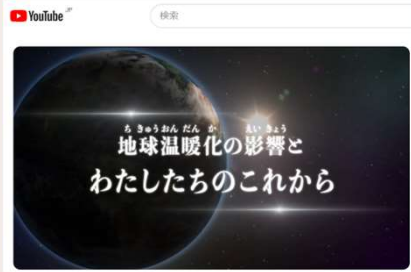 YouTube JP
検索
ち きゅう おん だん か えい きょう
地球温暖化の影響と
わたしたちのこれから